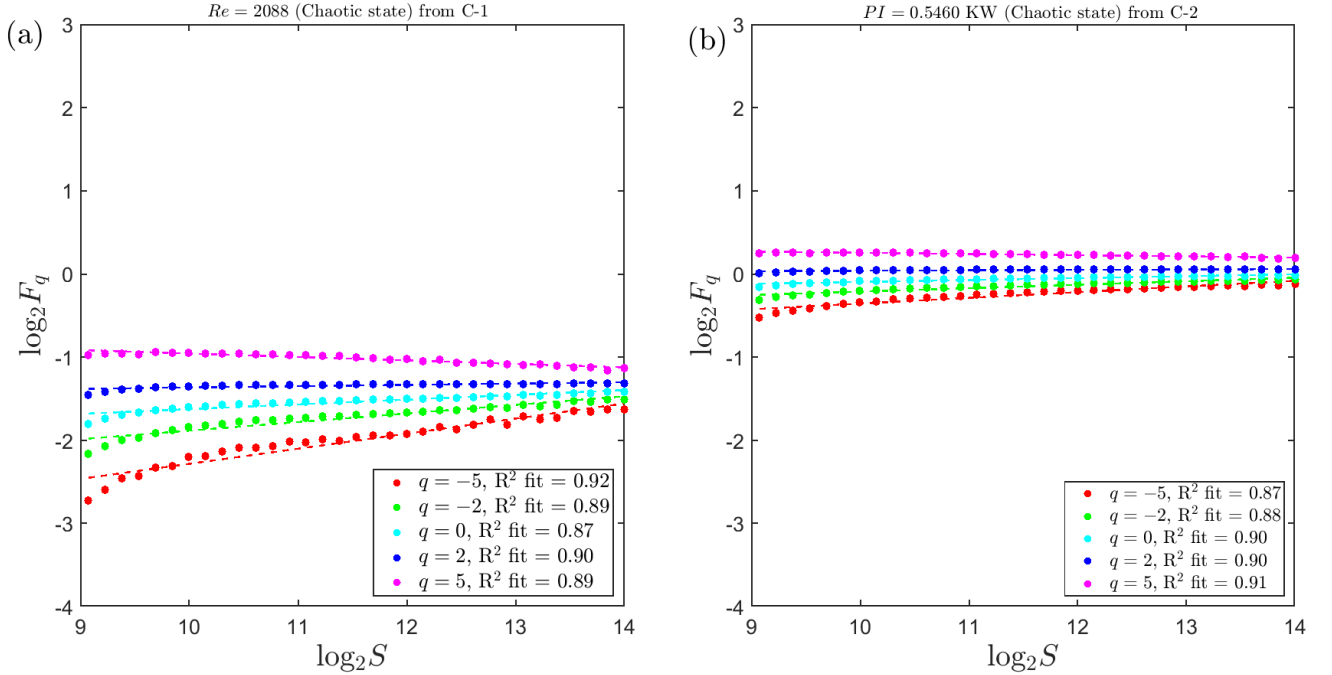 Re = 2088 (Chaotic state) from C-1
(a)
3
2
1
0
-1
-2
-3
-4
log₂F_q
9
10
11
12
13
14
log₂S
q = −5, R² fit = 0.92
q = −2, R² fit = 0.89
q = 0, R² fit = 0.87
q = 2, R² fit = 0.90
q = 5, R² fit = 0.89
PI = 0.5460 KW (Chaotic state) from C-2
(b)
3
2
1
0
-1
-2
-3
-4
log₂F_q
9
10
11
12
13
14
log₂S
q = −5, R² fit = 0.87
q = −2, R² fit = 0.88
q = 0, R² fit = 0.90
q = 2, R² fit = 0.90
q = 5, R² fit = 0.91